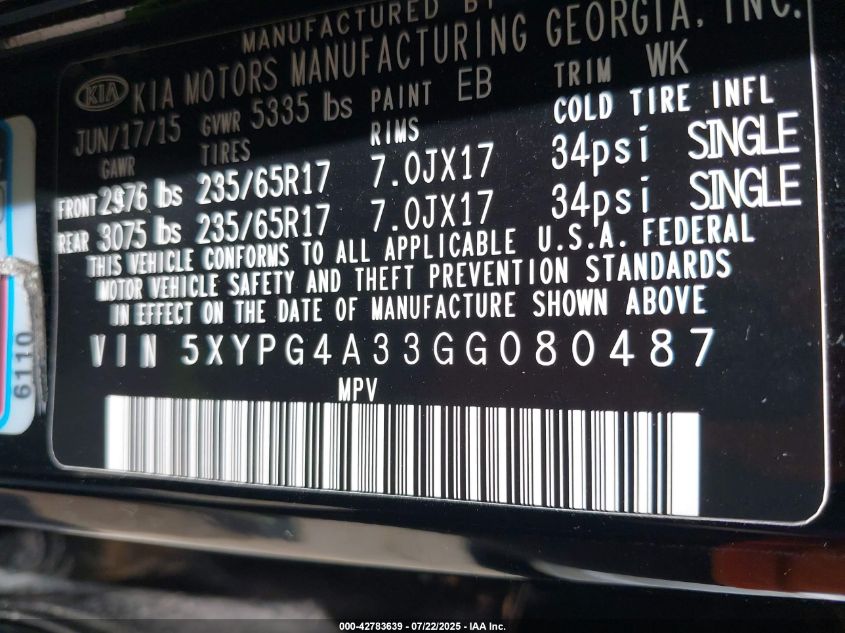 MANUFACTURED BY
KIA KIA MOTORS MANUFACTURING GEORGIA, INC.
JUN/17/15 GVWR 5335 lbs PAINT EB TRIM WK
GAWR TIRES RIMS COLD TIRE INFL
FRONT 2976 lbs 235/65R17 7.0JX17 34psi SINGLE
REAR 3075 lbs 235/65R17 7.0JX17 34psi SINGLE
THIS VEHICLE CONFORMS TO ALL APPLICABLE U.S.A. FEDERAL
MOTOR VEHICLE SAFETY AND THEFT PREVENTION STANDARDS
IN EFFECT ON THE DATE OF MANUFACTURE SHOWN ABOVE
VIN 5XYPG4A33GG080487
MPV
6110
000-42783639 - 07/22/2025 - IAA Inc.